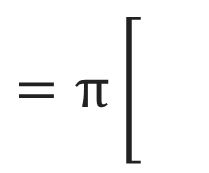 = π [